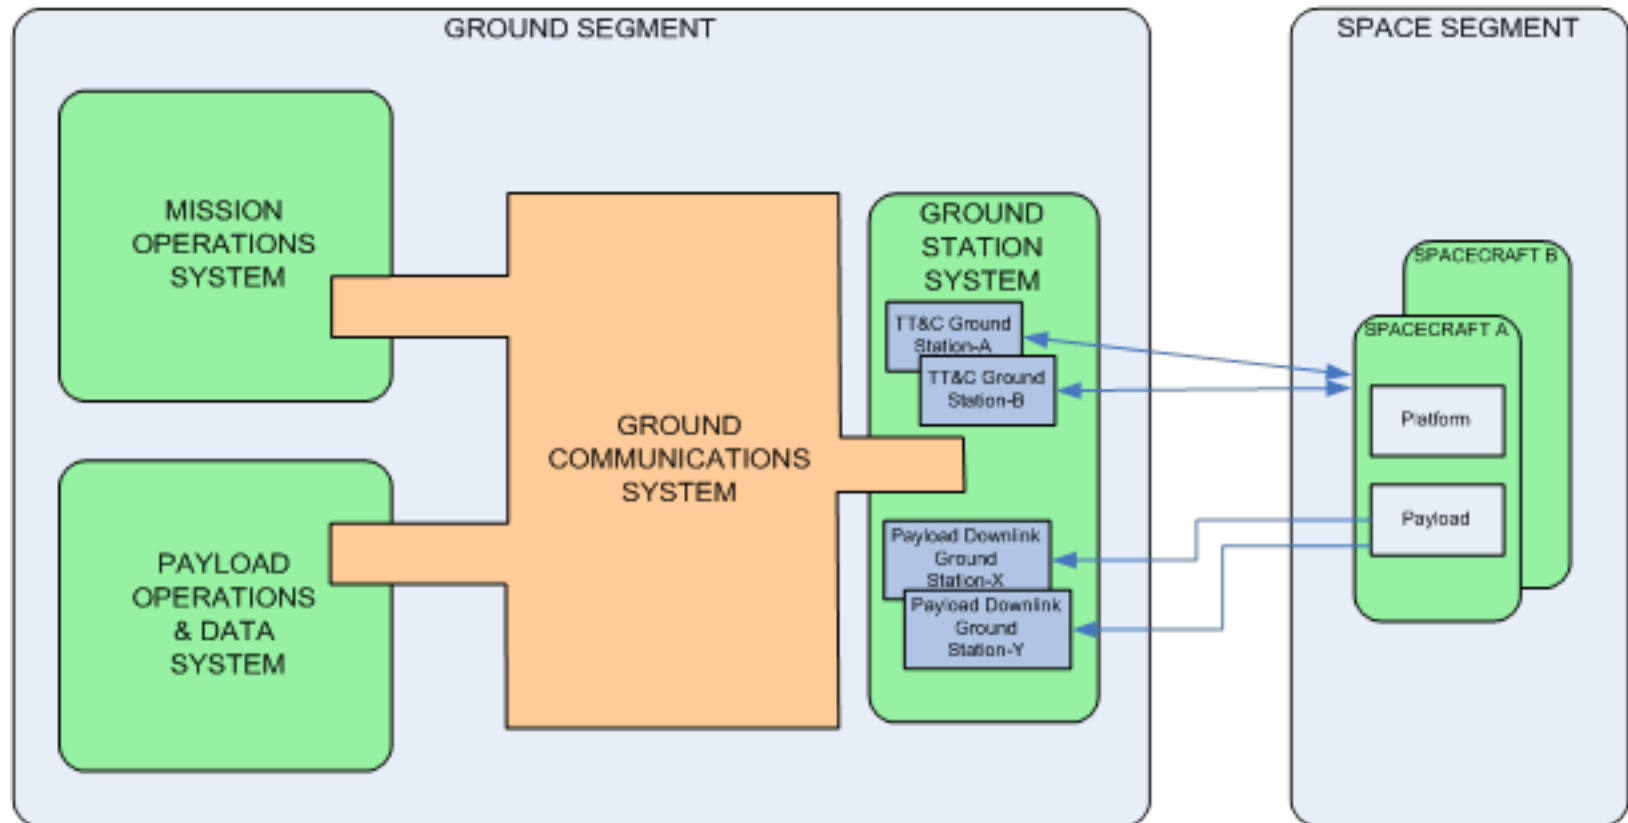 GROUND SEGMENT
SPACE SEGMENT
MISSION
OPERATIONS
SYSTEM
PAYLOAD
OPERATIONS
& DATA
SYSTEM
GROUND
COMMUNICATIONS
SYSTEM
GROUND
STATION
SYSTEM
TT&C Ground
Station-A
TT&C Ground
Station-B
Payload Downlink
Ground
Station-X
Payload Downlink
Ground
Station-Y
SPACECRAFT B
SPACECRAFT A
Platform
Payload